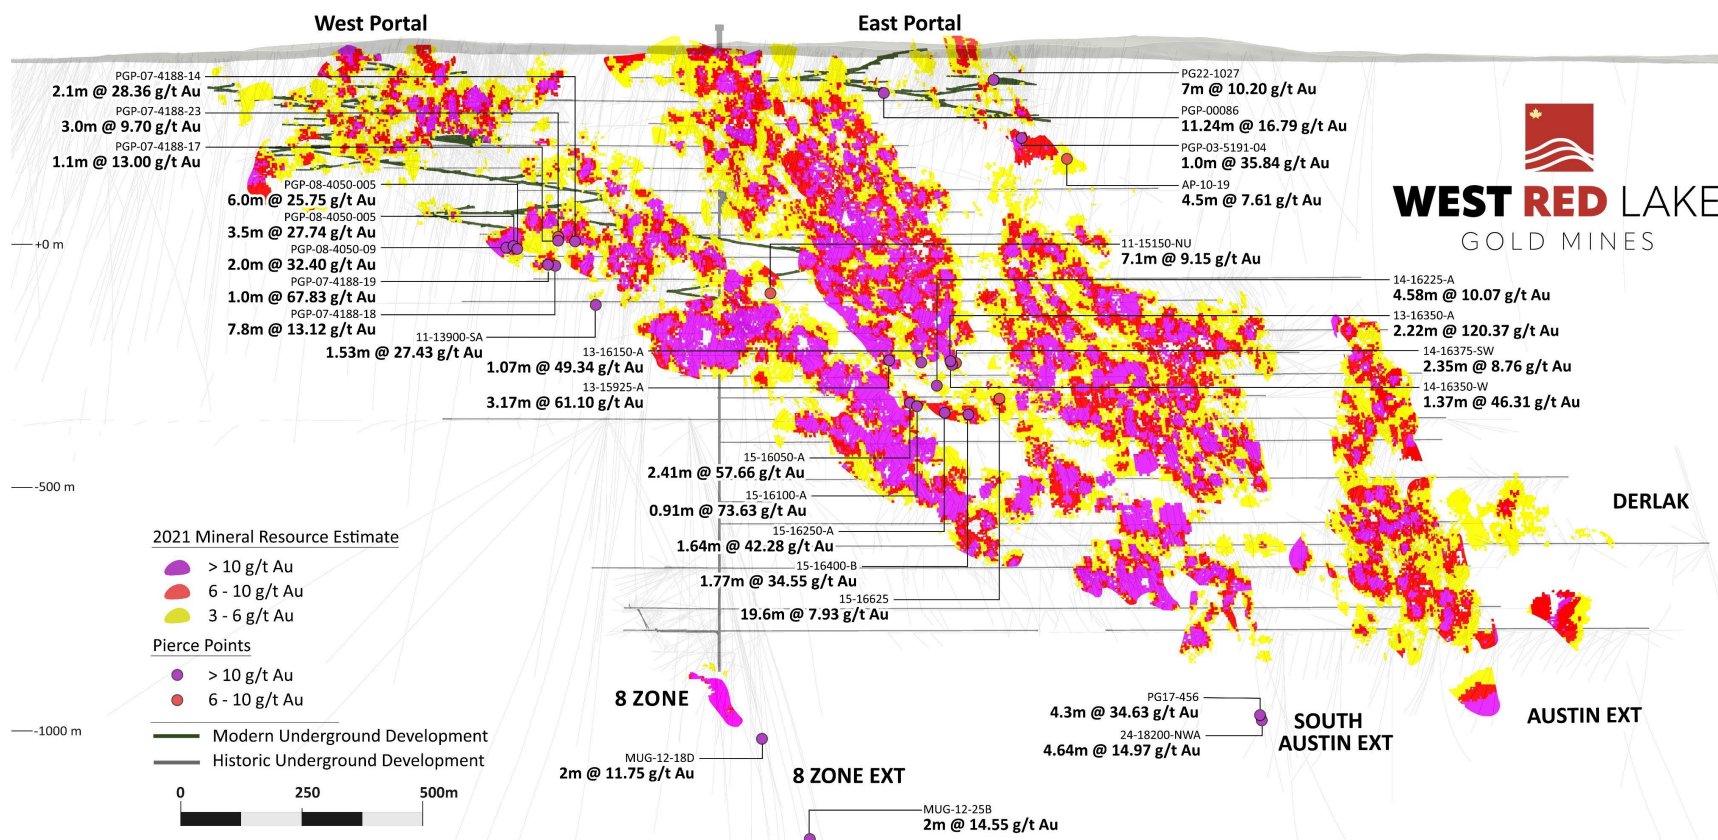 West Portal
East Portal
PGP-07-4188-14
2.1m @ 28.36 g/t Au
PGP-07-4188-23
3.0m @ 9.70 g/t Au
PGP-07-4188-17
1.1m @ 13.00 g/t Au
PGP-08-4050-005
6.0m @ 25.75 g/t Au
PGP-08-4050-005
3.5m @ 27.74 g/t Au
PGP-08-4050-09
2.0m @ 32.40 g/t Au
PGP-07-4188-19
1.0m @ 67.83 g/t Au
PGP-07-4188-18
7.8m @ 13.12 g/t Au
11-13900-SA
1.53m @ 27.43 g/t Au
13-16150-A
1.07m @ 49.34 g/t Au
13-15925-A
3.17m @ 61.10 g/t Au
15-16050-A
2.41m @ 57.66 g/t Au
15-16100-A
0.91m @ 73.63 g/t Au
15-16250-A
1.64m @ 42.28 g/t Au
15-16400-B
1.77m @ 34.55 g/t Au
15-16625
19.6m @ 7.93 g/t Au
PG22-1027
7m @ 10.20 g/t Au
PGP-00086
11.24m @ 16.79 g/t Au
PGP-03-5191-04
1.0m @ 35.84 g/t Au
AP-10-19
4.5m @ 7.61 g/t Au
11-15150-NU
7.1m @ 9.15 g/t Au
14-16225-A
4.58m @ 10.07 g/t Au
13-16350-A
2.22m @ 120.37 g/t Au
14-16375-SW
2.35m @ 8.76 g/t Au
14-16350-W
1.37m @ 46.31 g/t Au
WEST RED LAKE
GOLD MINES
+0 m
-500 m
-1000 m
DERLAK
2021 Mineral Resource Estimate
> 10 g/t Au
6 - 10 g/t Au
3 - 6 g/t Au
Pierce Points
> 10 g/t Au
6 - 10 g/t Au
Modern Underground Development
Historic Underground Development
0 250 500m
8 ZONE
MUG-12-18D
2m @ 11.75 g/t Au
8 ZONE EXT
MUG-12-25B
2m @ 14.55 g/t Au
PG17-456
4.3m @ 34.63 g/t Au
24-18200-NWA
4.64m @ 14.97 g/t Au
SOUTH
AUSTIN EXT
AUSTIN EXT